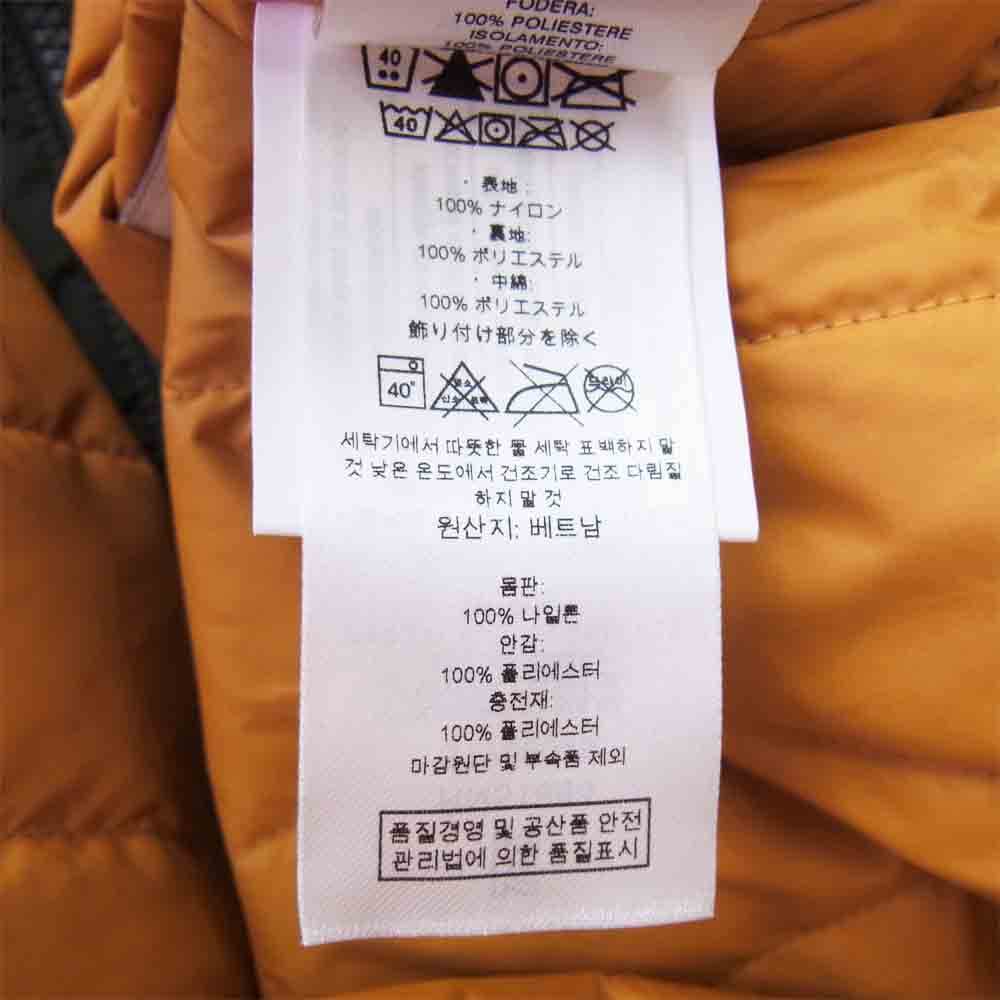 FODERA:
100% POLIESTERE
ISOLAMENTO:
100% POLIESTERE
40
40
・表地:
100% ナイロン
・裏地:
100% ポリエステル
・中綿:
100% ポリエステル
飾り付け部分を除く
40°
드라이
세탁기에서 따뜻한 물 세탁 표백하지 말
것 낮은 온도에서 건조기로 건조 다림질
하지 말 것
원산지: 베트남
몸판:
100% 나일론
안감:
100% 폴리에스터
충전재:
100% 폴리에스터
마감원단 및 부속품 제외
품질경영 및 공산품 안전
관리법에 의한 품질표시